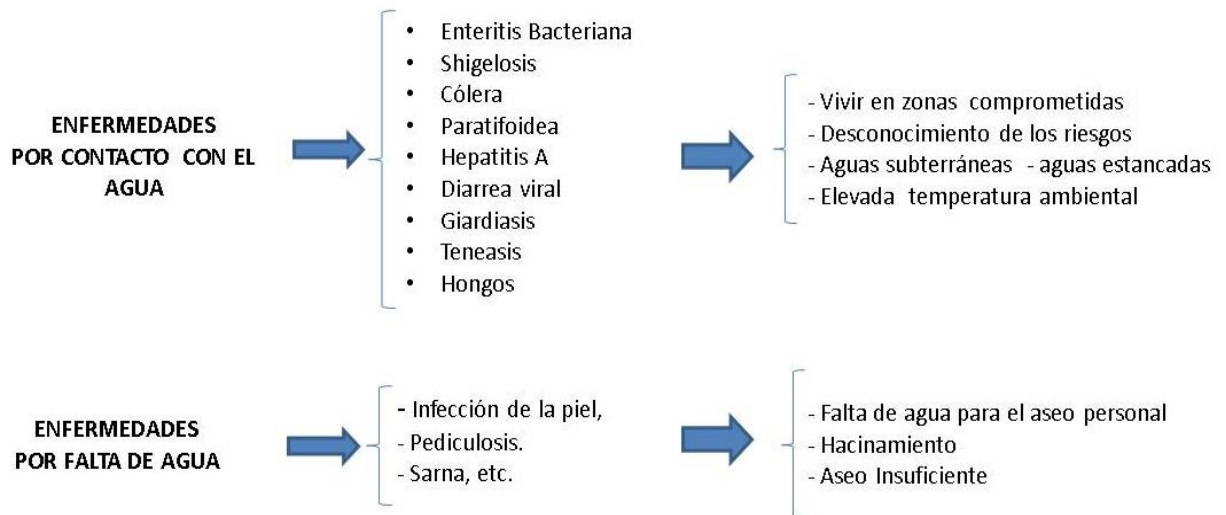 ENFERMEDADES
POR CONTACTO CON EL
AGUA
• Enteritis Bacteriana
• Shigelosis
• Cólera
• Paratifoidea
• Hepatitis A
• Diarrea viral
• Giardiasis
• Teneasis
• Hongos
- Vivir en zonas comprometidas
- Desconocimiento de los riesgos
- Aguas subterráneas - aguas estancadas
- Elevada temperatura ambiental
ENFERMEDADES
POR FALTA DE AGUA
- Infección de la piel,
- Pediculosis.
- Sarna, etc.
- Falta de agua para el aseo personal
- Hacinamiento
- Aseo Insuficiente